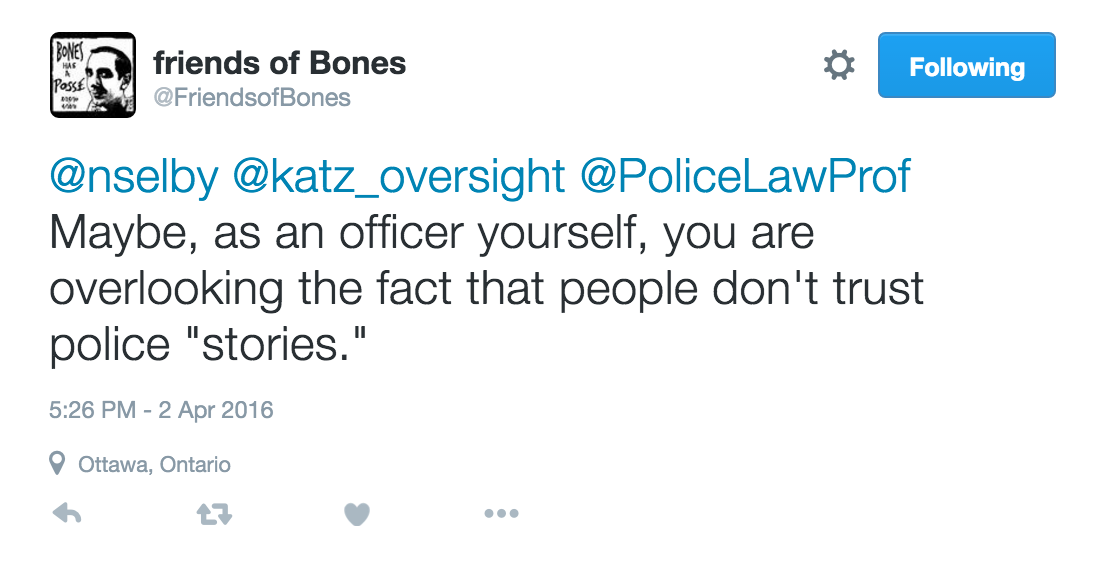 BONES
HAS
A
POSSE
friends of Bones
@FriendsofBones
Following
@nselby @katz_oversight @PoliceLawProf
Maybe, as an officer yourself, you are
overlooking the fact that people don't trust
police "stories."
5:26 PM - 2 Apr 2016
Ottawa, Ontario